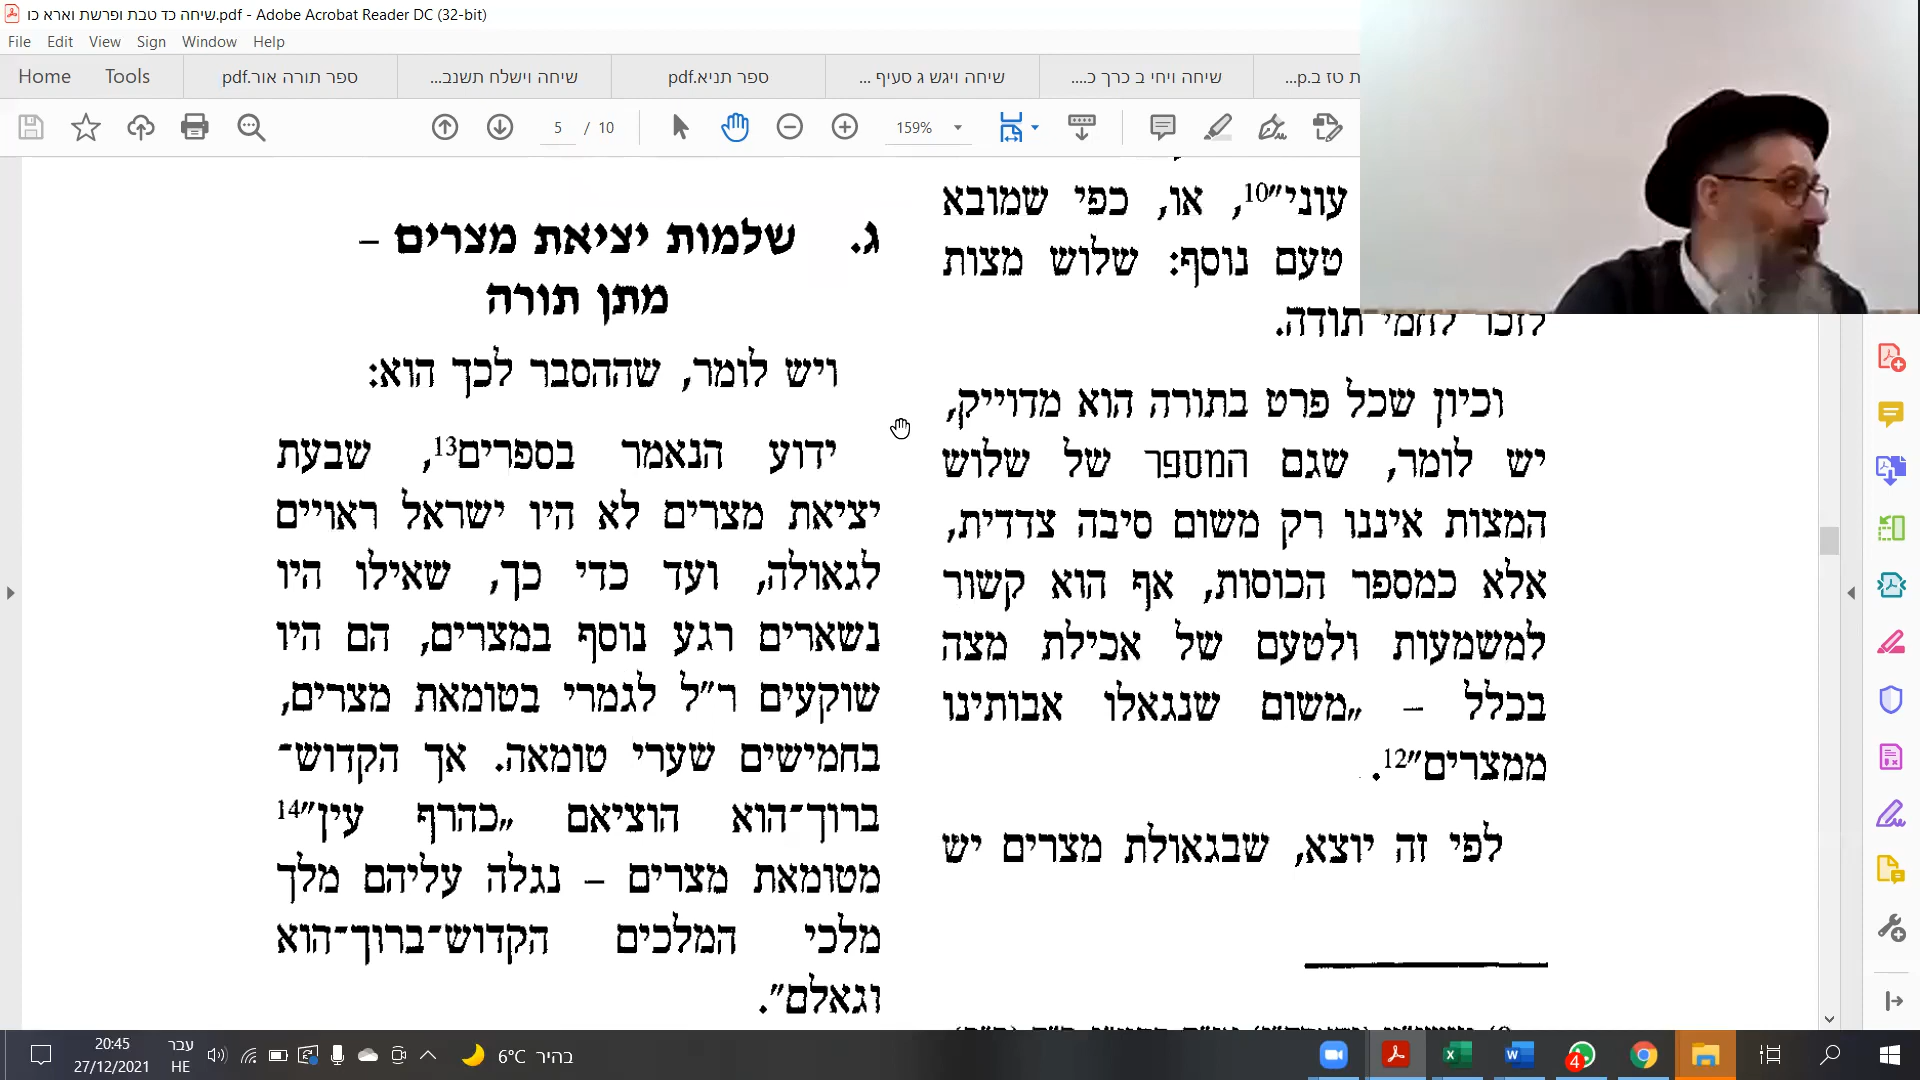 שיחה כד טבת ופרשת וארא כו.pdf - Adobe Acrobat Reader DC (32-bit)
File Edit View Sign Window Help
Home Tools
ספר תורה אור.pdf
שיחה וישלח תשנב...
ספר תניא.pdf
שיחה ויגש ג סעיף ...
שיחה ויחי ב כרך כ....
ת טז ב.p...
5 / 10
159%
עוני״10, או, כפי שמובא
טעם נוסף: שלוש מצות
לזכר לחמי תודה.
וכיון שכל פרט בתורה הוא מדוייק,
יש לומר, שגם המספר של שלוש
המצות איננו רק משום סיבה צדדית,
אלא כמספר הכוסות, אף הוא קשור
למשמעות ולטעם של אכילת מצה
בכלל – „משום שנגאלו אבותינו
ממצרים״12.
לפי זה יוצא, שבגאולת מצרים יש
ג. שלמות יציאת מצרים –
מתן תורה
ויש לומר, שההסבר לכך הוא:
ידוע הנאמר בספרים13, שבעת
יציאת מצרים לא היו ישראל ראויים
לגאולה, ועד כדי כך, שאילו היו
נשארים רגע נוסף במצרים, הם היו
שוקעים ר״ל לגמרי בטומאת מצרים,
בחמישים שערי טומאה. אך הקדוש־
ברוך־הוא הוציאם „כהרף עין״14
מטומאת מצרים – נגלה עליהם מלך
מלכי המלכים הקדוש־ברוך־הוא
וגאלם״.
20:45
27/12/2021
עבר
HE
6°C בהיר
4